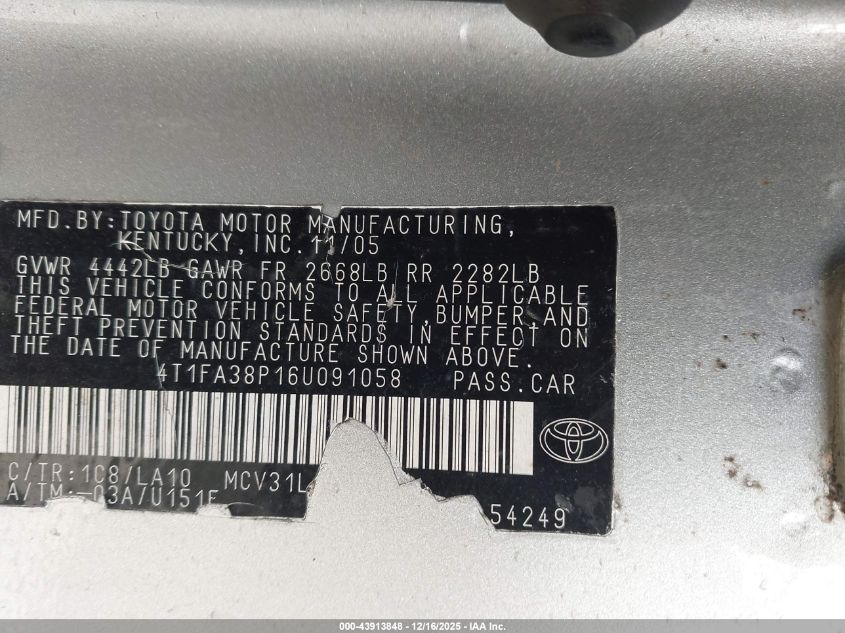 MFD.BY:TOYOTA MOTOR MANUFACTURING,
KENTUCKY, INC. 11/05
GVWR 4442LB GAWR FR 2668LB RR 2282LB
THIS VEHICLE CONFORMS TO ALL APPLICABLE
FEDERAL MOTOR VEHICLE SAFETY, BUMPER AND
THEFT PREVENTION STANDARDS IN EFFECT ON
THE DATE OF MANUFACTURE SHOWN ABOVE.
4T1FA38P16U091058 PASS.CAR
C/TR:1C8/LA10 MCV31L
A/TM:-03A/U151F
54249
000-43913848 - 12/16/2025 - IAA Inc.